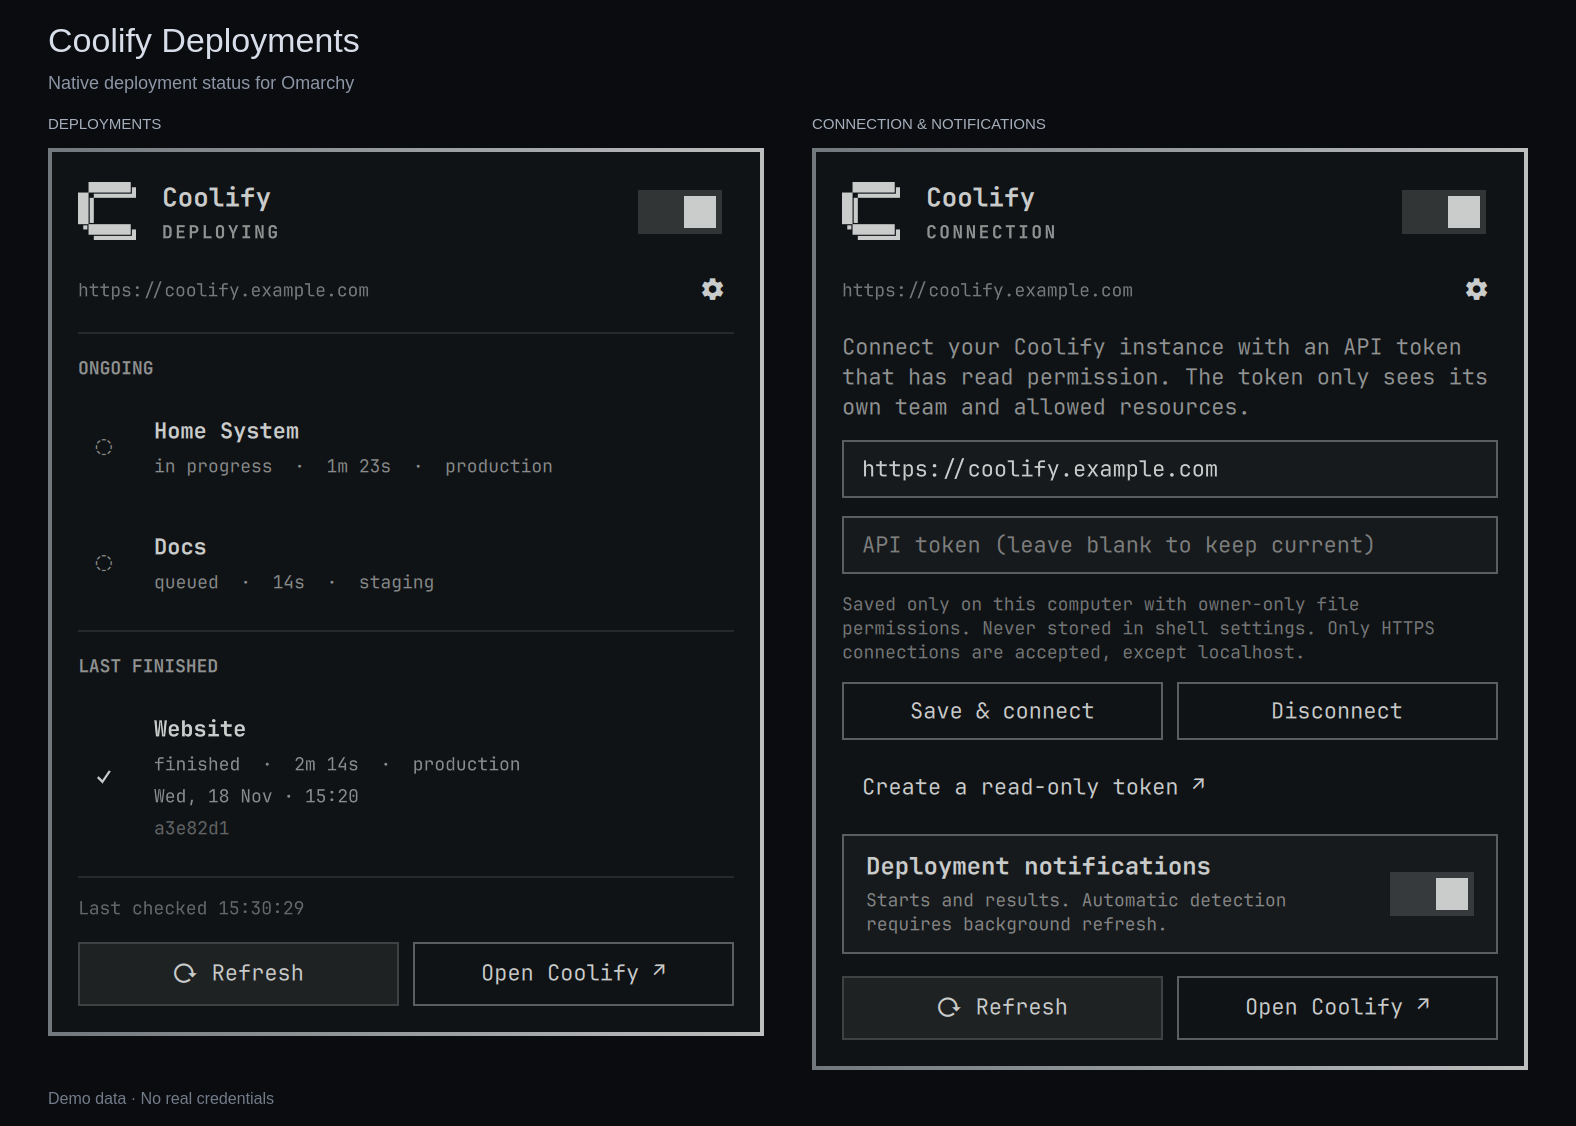 Coolify Deployments
Native deployment status for Omarchy
DEPLOYMENTS
Coolify
DEPLOYING
https://coolify.example.com
ONGOING
Home System
in progress · 1m 23s · production
Docs
queued · 14s · staging
LAST FINISHED
Website
finished · 2m 14s · production
Wed, 18 Nov · 15:20
a3e82d1
Last checked 15:30:29
Refresh
Open Coolify ↗
CONNECTION & NOTIFICATIONS
Coolify
CONNECTION
https://coolify.example.com
Connect your Coolify instance with an API token
that has read permission. The token only sees its
own team and allowed resources.
https://coolify.example.com
API token (leave blank to keep current)
Saved only on this computer with owner-only file
permissions. Never stored in shell settings. Only HTTPS
connections are accepted, except localhost.
Save & connect
Disconnect
Create a read-only token ↗
Deployment notifications
Starts and results. Automatic detection
requires background refresh.
Refresh
Open Coolify ↗
Demo data · No real credentials